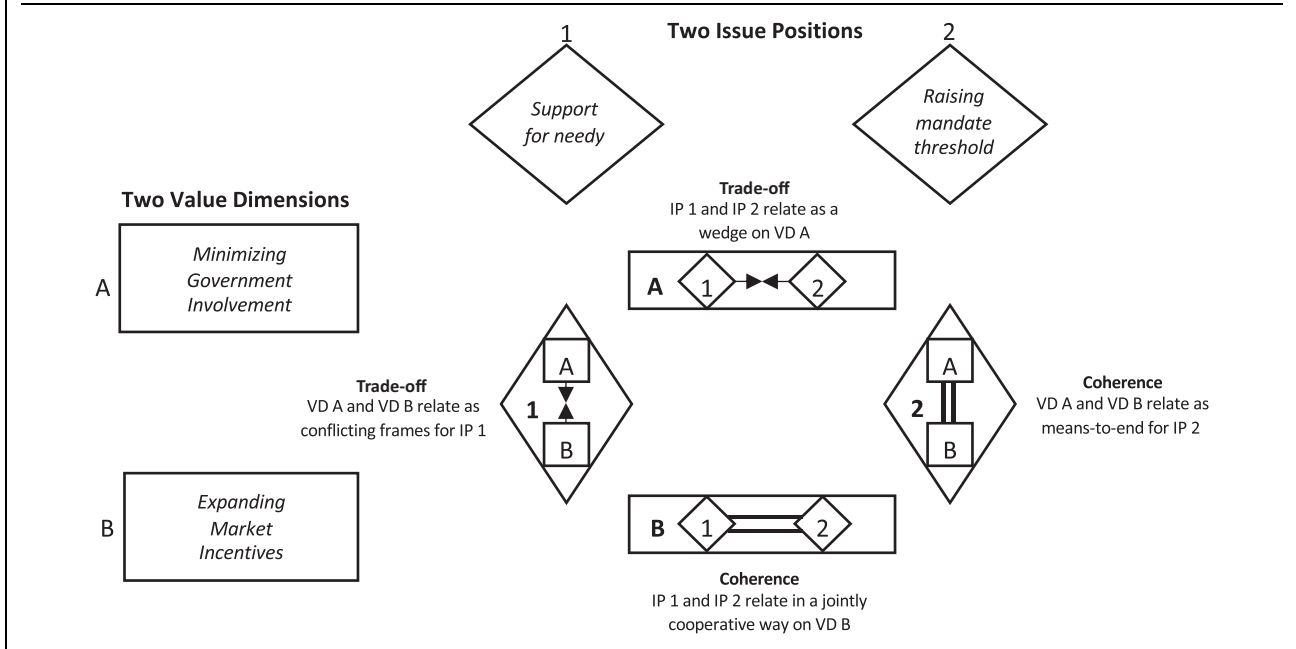 Two Issue Positions
1
2
Support
for needy
Raising
mandate
threshold
Two Value Dimensions
A
Minimizing
Government
Involvement
Trade-off
IP 1 and IP 2 relate as a
wedge on VD A
A 1 2
Trade-off
VD A and VD B relate as
conflicting frames for IP 1
A
1
B
A
2
B
Coherence
VD A and VD B relate as
means-to-end for IP 2
B
Expanding
Market
Incentives
B 1 2
Coherence
IP 1 and IP 2 relate in a jointly
cooperative way on VD B